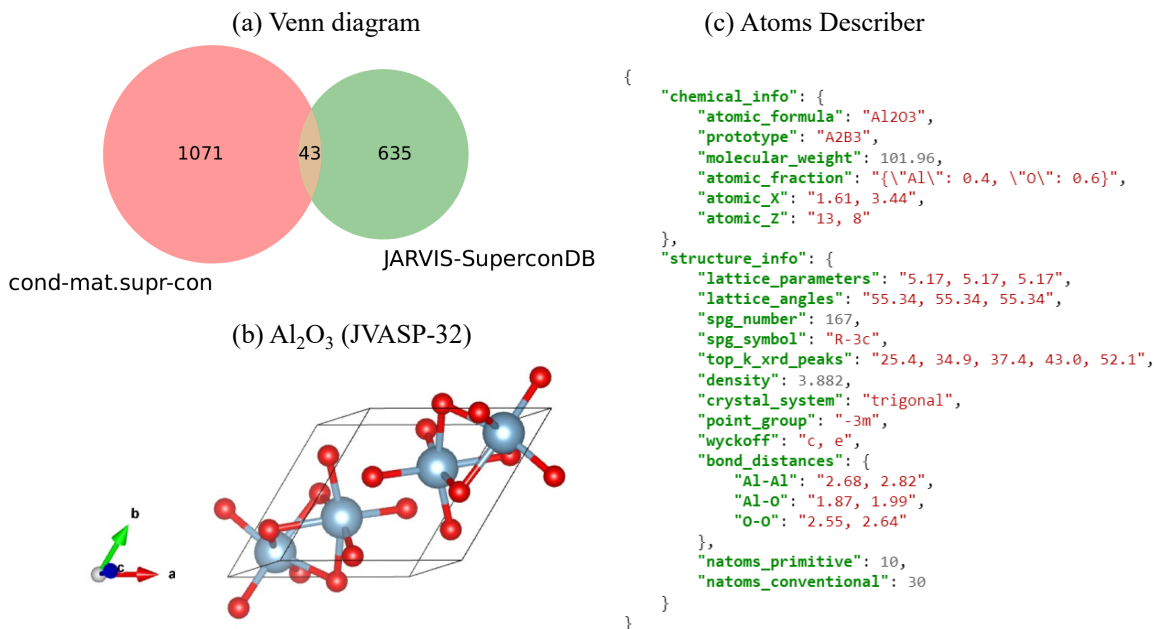 (a) Venn diagram
1071
43
635
JARVIS-SuperconDB
cond-mat.supr-con
(b) Al₂O₃ (JVASP-32)
b
c
a
(c) Atoms Describer
{
    "chemical_info": {
        "atomic_formula": "Al2O3",
        "prototype": "A2B3",
        "molecular_weight": 101.96,
        "atomic_fraction": "{\"Al\": 0.4, \"O\": 0.6}",
        "atomic_X": "1.61, 3.44",
        "atomic_Z": "13, 8"
    },
    "structure_info": {
        "lattice_parameters": "5.17, 5.17, 5.17",
        "lattice_angles": "55.34, 55.34, 55.34",
        "spg_number": 167,
        "spg_symbol": "R-3c",
        "top_k_xrd_peaks": "25.4, 34.9, 37.4, 43.0, 52.1",
        "density": 3.882,
        "crystal_system": "trigonal",
        "point_group": "-3m",
        "wyckoff": "c, e",
        "bond_distances": {
            "Al-Al": "2.68, 2.82",
            "Al-O": "1.87, 1.99",
            "O-O": "2.55, 2.64"
        },
        "natoms_primitive": 10,
        "natoms_conventional": 30
    }
}